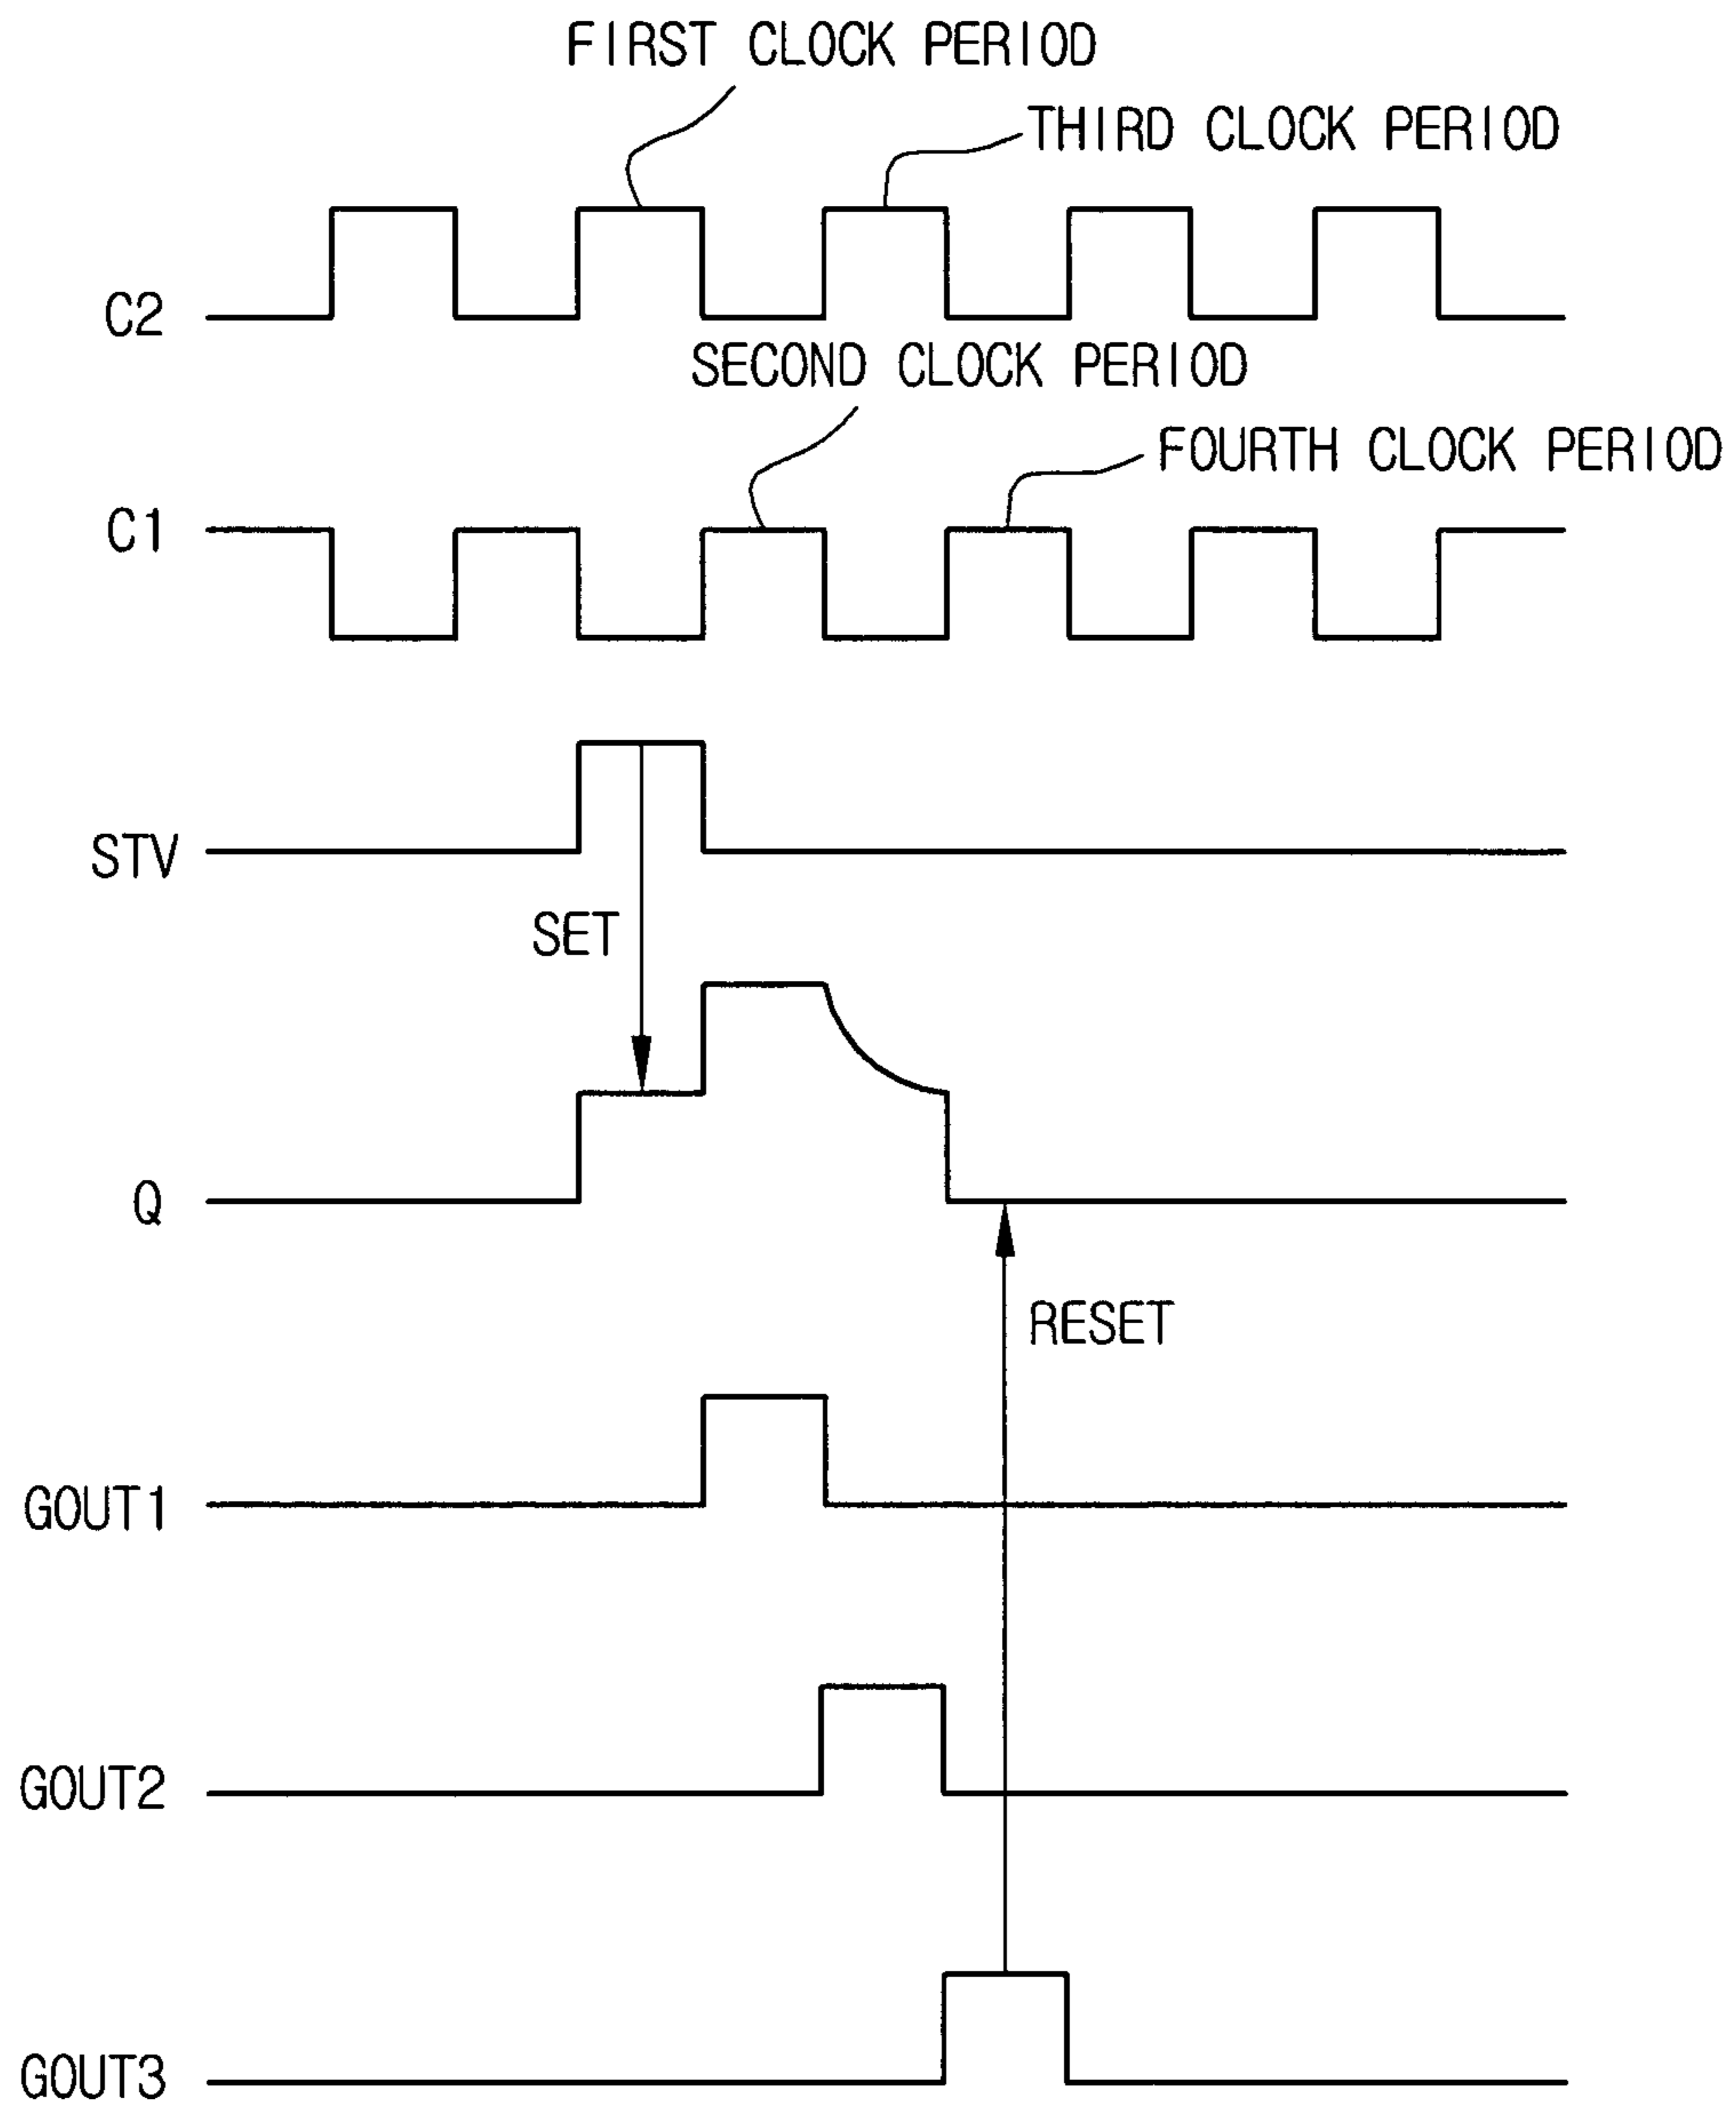 FIRST CLOCK PERIOD
THIRD CLOCK PERIOD
C2
SECOND CLOCK PERIOD
FOURTH CLOCK PERIOD
C1
STV
SET
Q
RESET
GOUT1
GOUT2
GOUT3